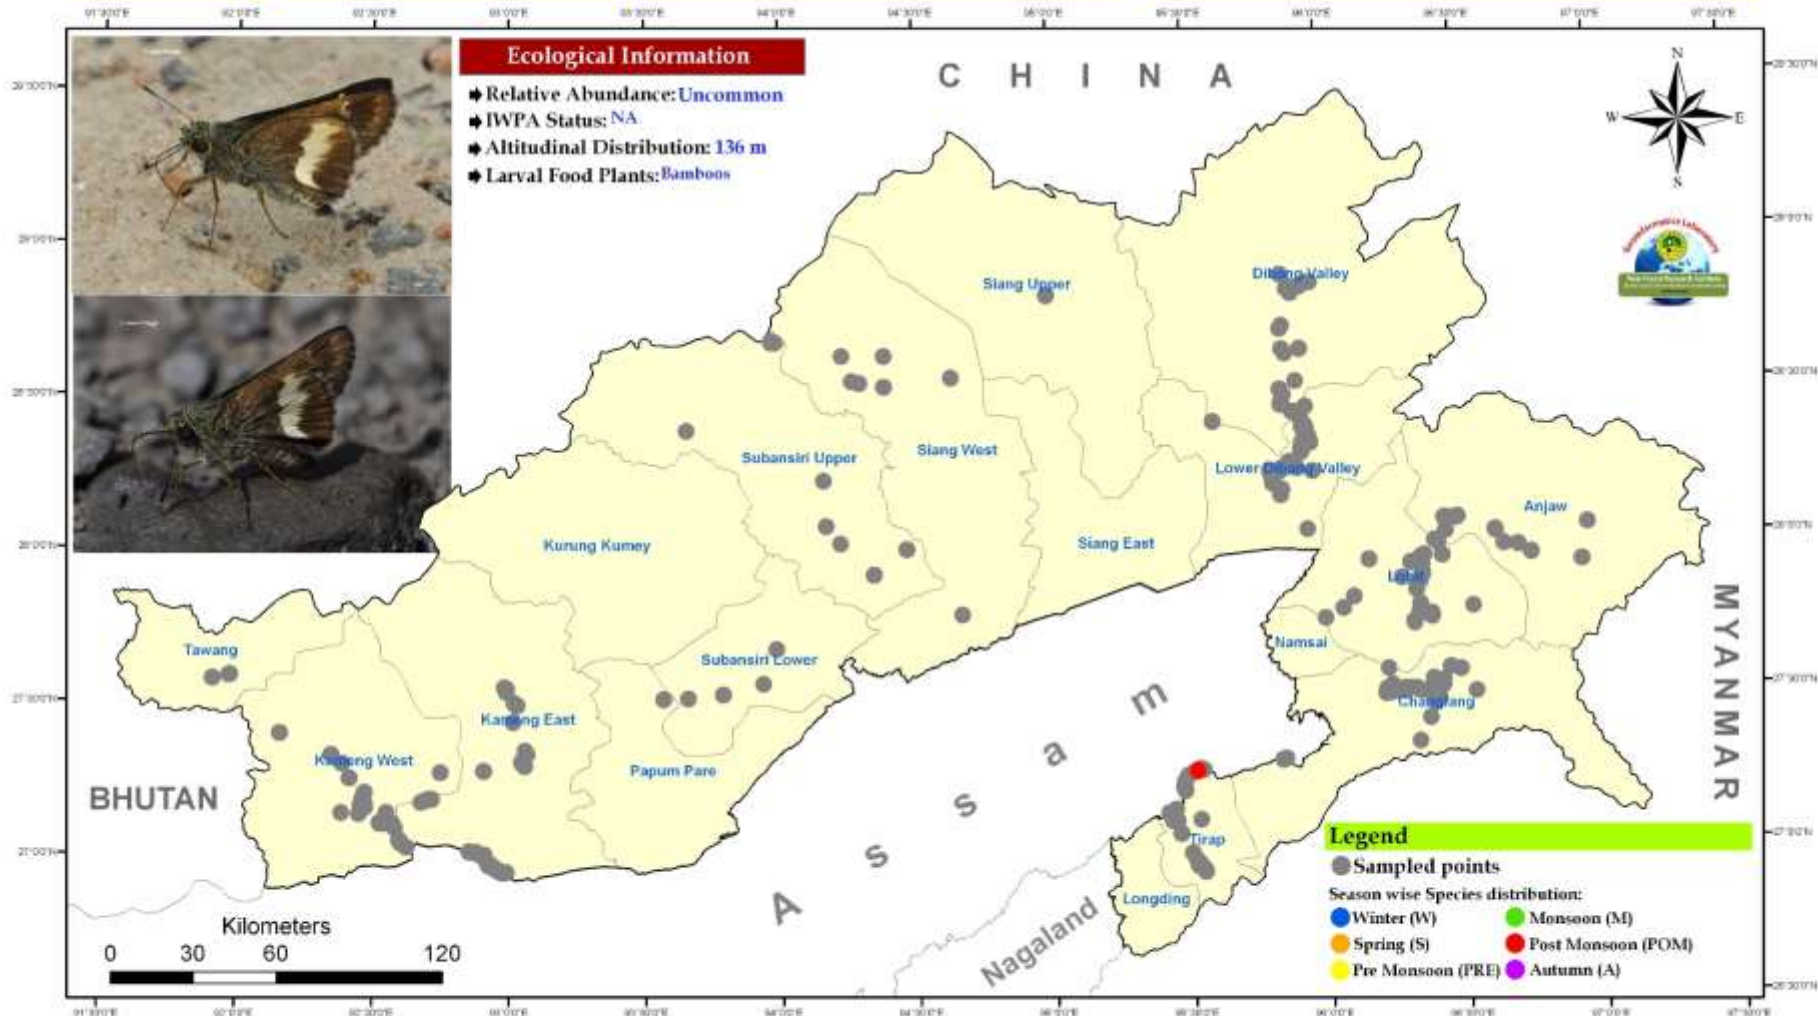 Ecological Information
Relative Abundance: Uncommon
IWPA Status: NA
Altitudinal Distribution: 136 m
Larval Food Plants: Bamboos
C H I N A
N
W E
S
Dibang Valley
Siang Upper
Siang West
Subansiri Upper
Lower Dibang Valley
Anjaw
Kurung Kumey
Siang East
Lohit
Namsai
Tawang
Subansiri Lower
Changlang
Kameng East
Kameng West
Papum Pare
BHUTAN
MYANMAR
A s s a m
Tirap
Longding
Nagaland
Kilometers
0 30 60 120
Legend
Sampled points
Season wise Species distribution:
Winter (W) Monsoon (M)
Spring (S) Post Monsoon (POM)
Pre Monsoon (PRE) Autumn (A)